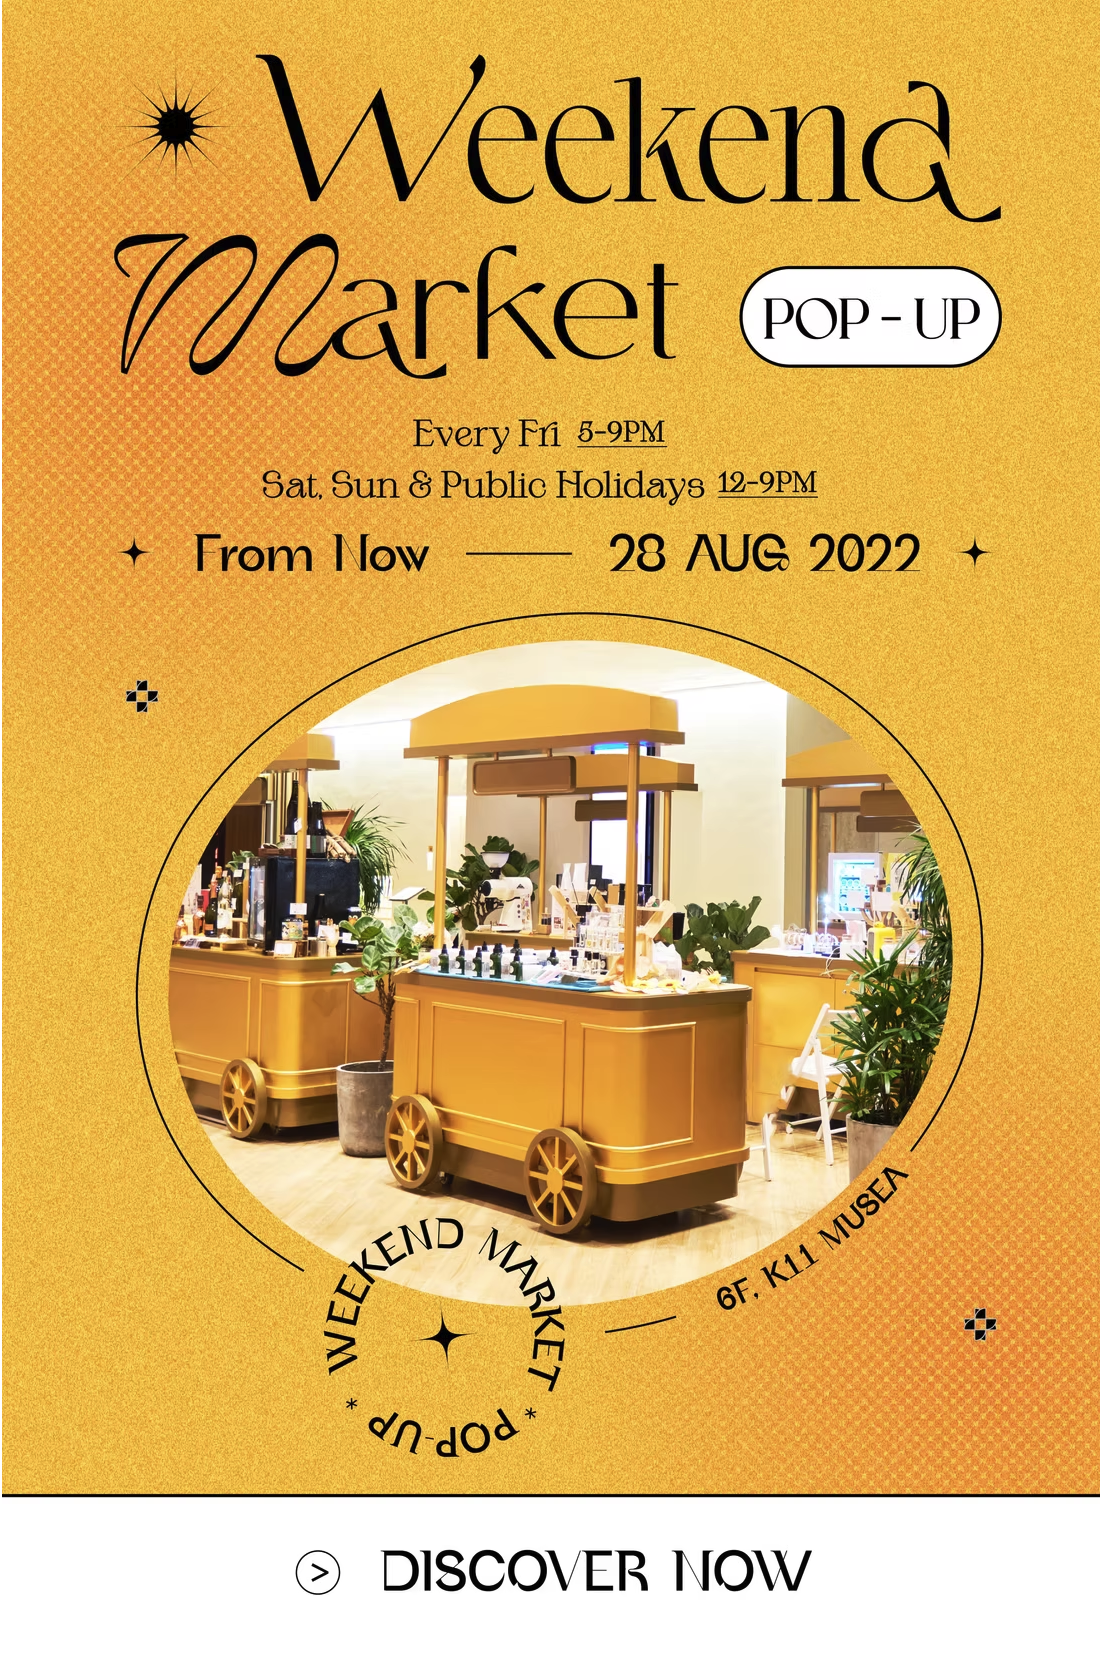 Weekend
Market
POP - UP
Every Fri 5-9PM
Sat, Sun & Public Holidays 12-9PM
From Now — 28 AUG 2022
6F, K11 MUSEA
WEEKEND MARKET
* POP-UP *
DISCOVER NOW